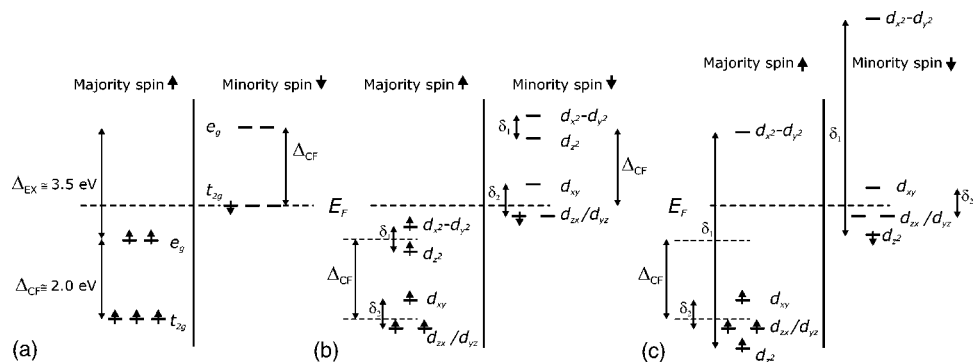 Majority spin
Minority spin
e_g
Δ_CF
Δ_EX ≅ 3.5 eV
t_2g
E_F
e_g
Δ_CF ≅ 2.0 eV
t_2g
(a)
Majority spin
Minority spin
d_x²-d_y²
δ_1
d_z²
Δ_CF
d_xy
δ_2
d_zx/d_yz
d_x²-d_y²
δ_1
d_z²
Δ_CF
d_xy
δ_2
d_zx/d_yz
(b)
d_x²-d_y²
Majority spin
Minority spin
d_x²-d_y²
δ_1
d_xy
δ_2
E_F
d_zx/d_yz
δ_1
d_z²
Δ_CF
d_xy
δ_2
d_zx/d_yz
d_z²
(c)